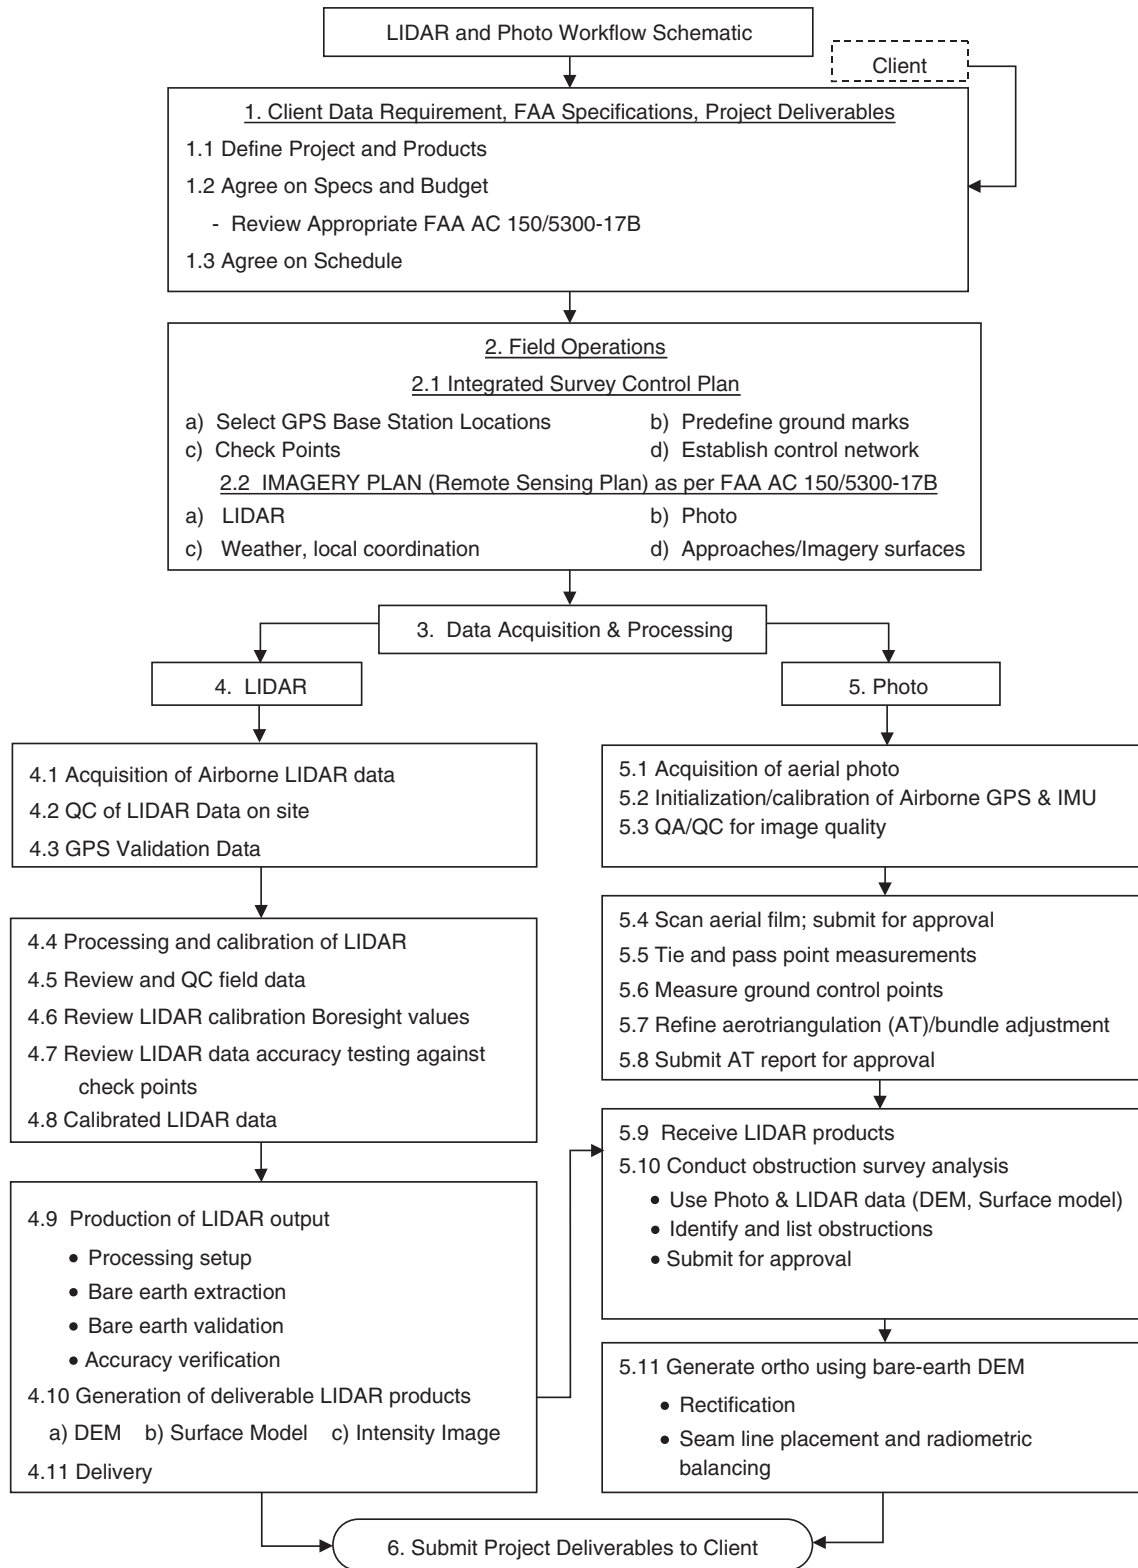 LIDAR and Photo Workflow Schematic
Client
1. Client Data Requirement, FAA Specifications, Project Deliverables
1.1 Define Project and Products
1.2 Agree on Specs and Budget
- Review Appropriate FAA AC 150/5300-17B
1.3 Agree on Schedule
2. Field Operations
2.1 Integrated Survey Control Plan
a) Select GPS Base Station Locations
b) Predefine ground marks
c) Check Points
d) Establish control network
2.2 IMAGERY PLAN (Remote Sensing Plan) as per FAA AC 150/5300-17B
a) LIDAR
b) Photo
c) Weather, local coordination
d) Approaches/Imagery surfaces
3. Data Acquisition & Processing
4. LIDAR
4.1 Acquisition of Airborne LIDAR data
4.2 QC of LIDAR Data on site
4.3 GPS Validation Data
4.4 Processing and calibration of LIDAR
4.5 Review and QC field data
4.6 Review LIDAR calibration Boresight values
4.7 Review LIDAR data accuracy testing against
check points
4.8 Calibrated LIDAR data
4.9 Production of LIDAR output
• Processing setup
• Bare earth extraction
• Bare earth validation
• Accuracy verification
4.10 Generation of deliverable LIDAR products
a) DEM b) Surface Model c) Intensity Image
4.11 Delivery
5. Photo
5.1 Acquisition of aerial photo
5.2 Initialization/calibration of Airborne GPS & IMU
5.3 QA/QC for image quality
5.4 Scan aerial film; submit for approval
5.5 Tie and pass point measurements
5.6 Measure ground control points
5.7 Refine aerotriangulation (AT)/bundle adjustment
5.8 Submit AT report for approval
5.9 Receive LIDAR products
5.10 Conduct obstruction survey analysis
• Use Photo & LIDAR data (DEM, Surface model)
• Identify and list obstructions
• Submit for approval
5.11 Generate ortho using bare-earth DEM
• Rectification
• Seam line placement and radiometric
balancing
6. Submit Project Deliverables to Client